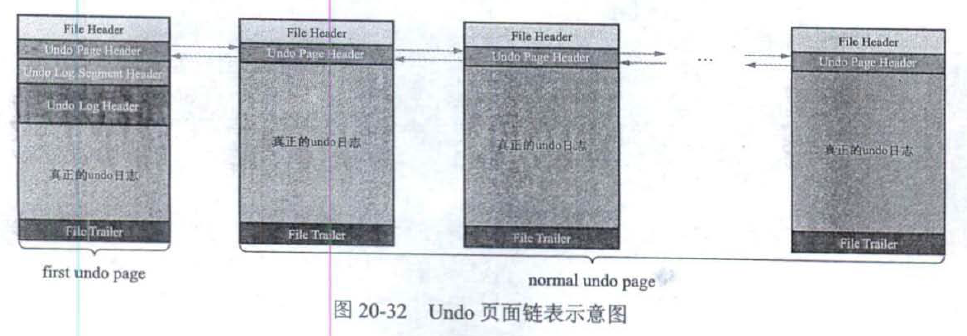 File Header
Undo Page Header
Undo Log Segment Header
Undo Log Header
真正的undo日志
File Trailer
first undo page
File Header
Undo Page Header
真正的undo日志
File Trailer
File Header
Undo Page Header
真正的undo日志
File Trailer
...
File Header
Undo Page Header
真正的undo日志
File Trailer
normal undo page
图 20-32 Undo 页面链表示意图